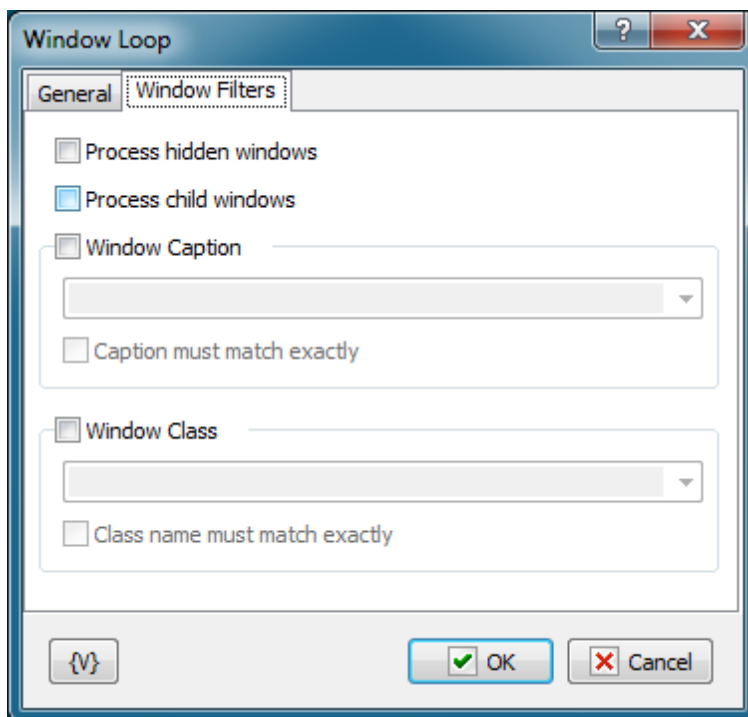 Window Loop
?
General
Window Filters
Process hidden windows
Process child windows
Window Caption
Caption must match exactly
Window Class
Class name must match exactly
{V}
OK
Cancel